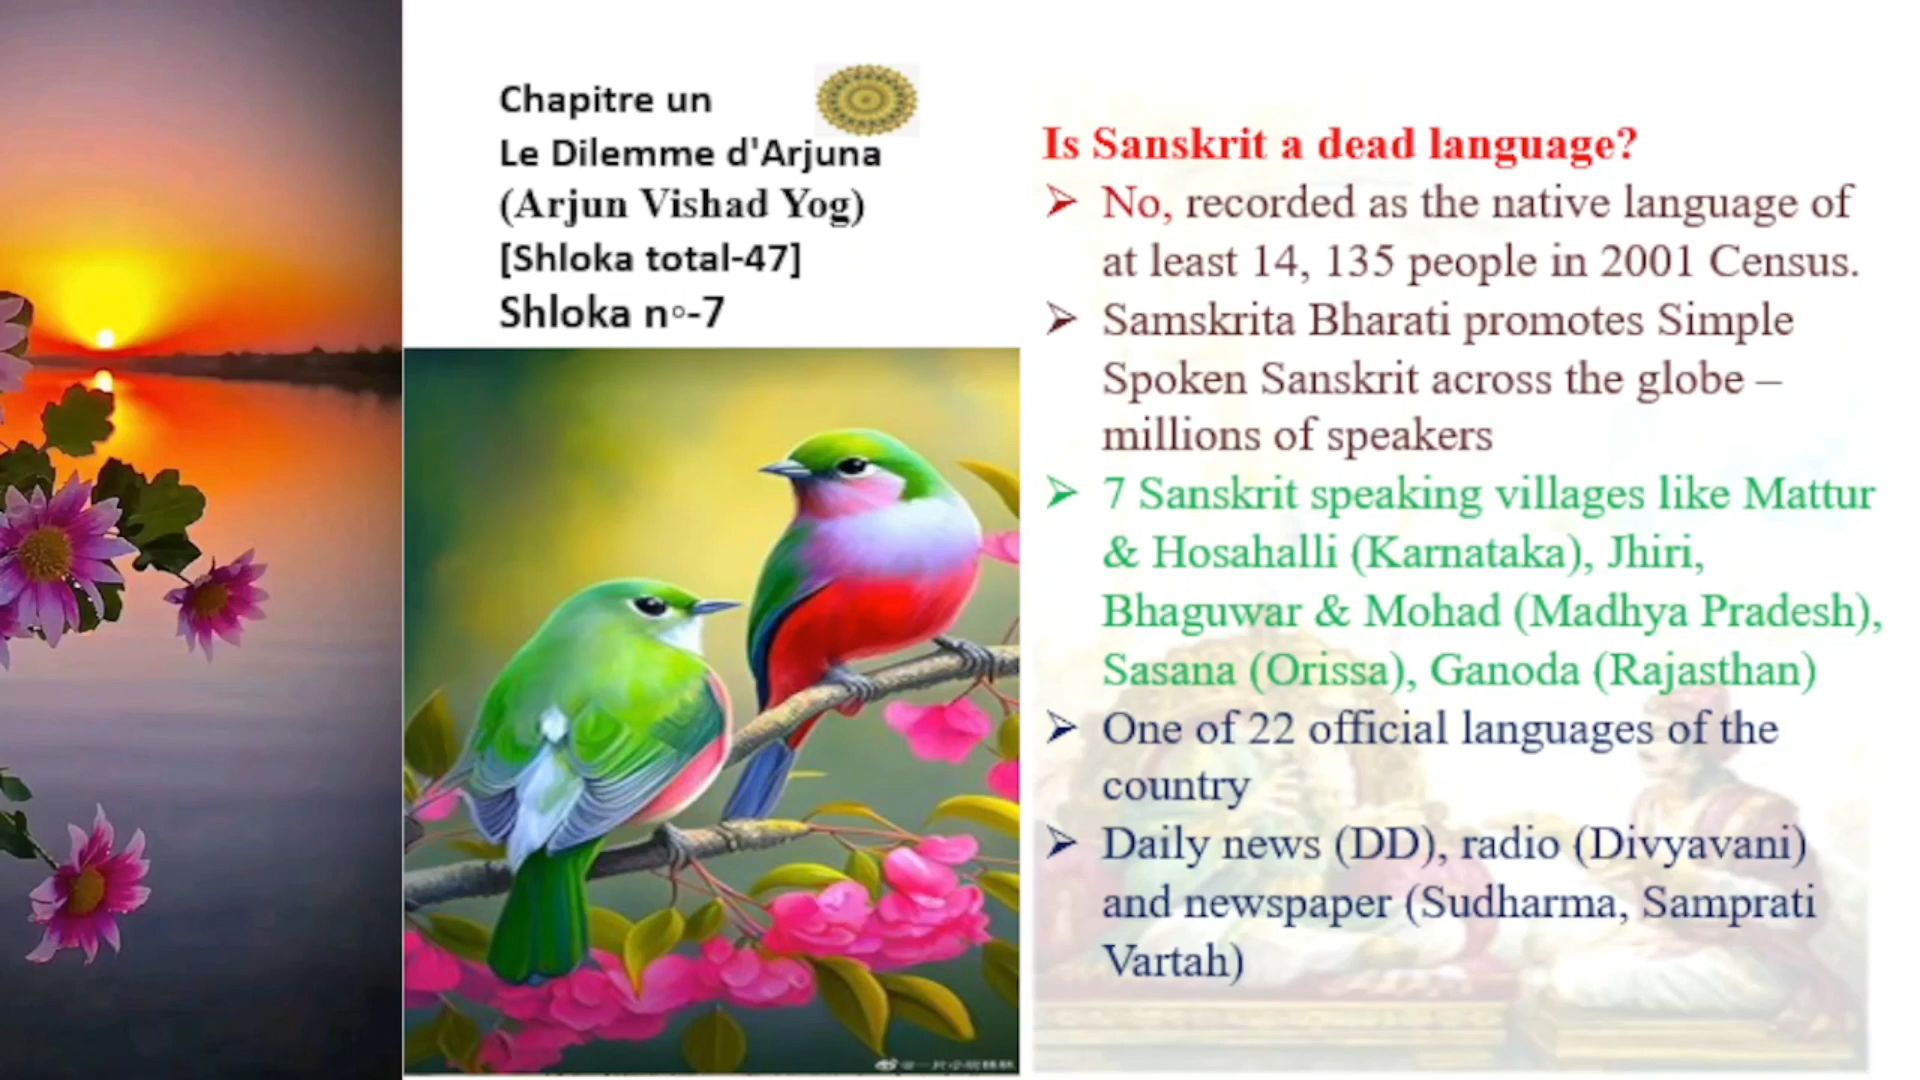 Chapitre un
Le Dilemme d'Arjuna
(Arjun Vishad Yog)
[Shloka total-47]
Shloka n◦-7
Is Sanskrit a dead language?
➢ No, recorded as the native language of
at least 14, 135 people in 2001 Census.
➢ Samskrita Bharati promotes Simple
Spoken Sanskrit across the globe –
millions of speakers
➢ 7 Sanskrit speaking villages like Mattur
& Hosahalli (Karnataka), Jhiri,
Bhaguwar & Mohad (Madhya Pradesh),
Sasana (Orissa), Ganoda (Rajasthan)
➢ One of 22 official languages of the
country
➢ Daily news (DD), radio (Divyavani)
and newspaper (Sudharma, Samprati
Vartah)